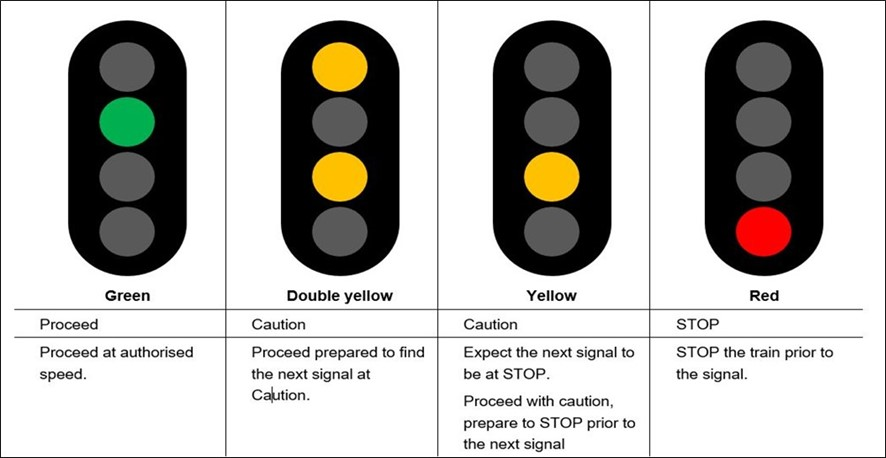 Green
Double yellow
Yellow
Red
Proceed
Caution
Caution
STOP
Proceed at authorised
speed.
Proceed prepared to find
the next signal at
Caution.
Expect the next signal to
be at STOP.
Proceed with caution,
prepare to STOP prior to
the next signal
STOP the train prior to
the signal.